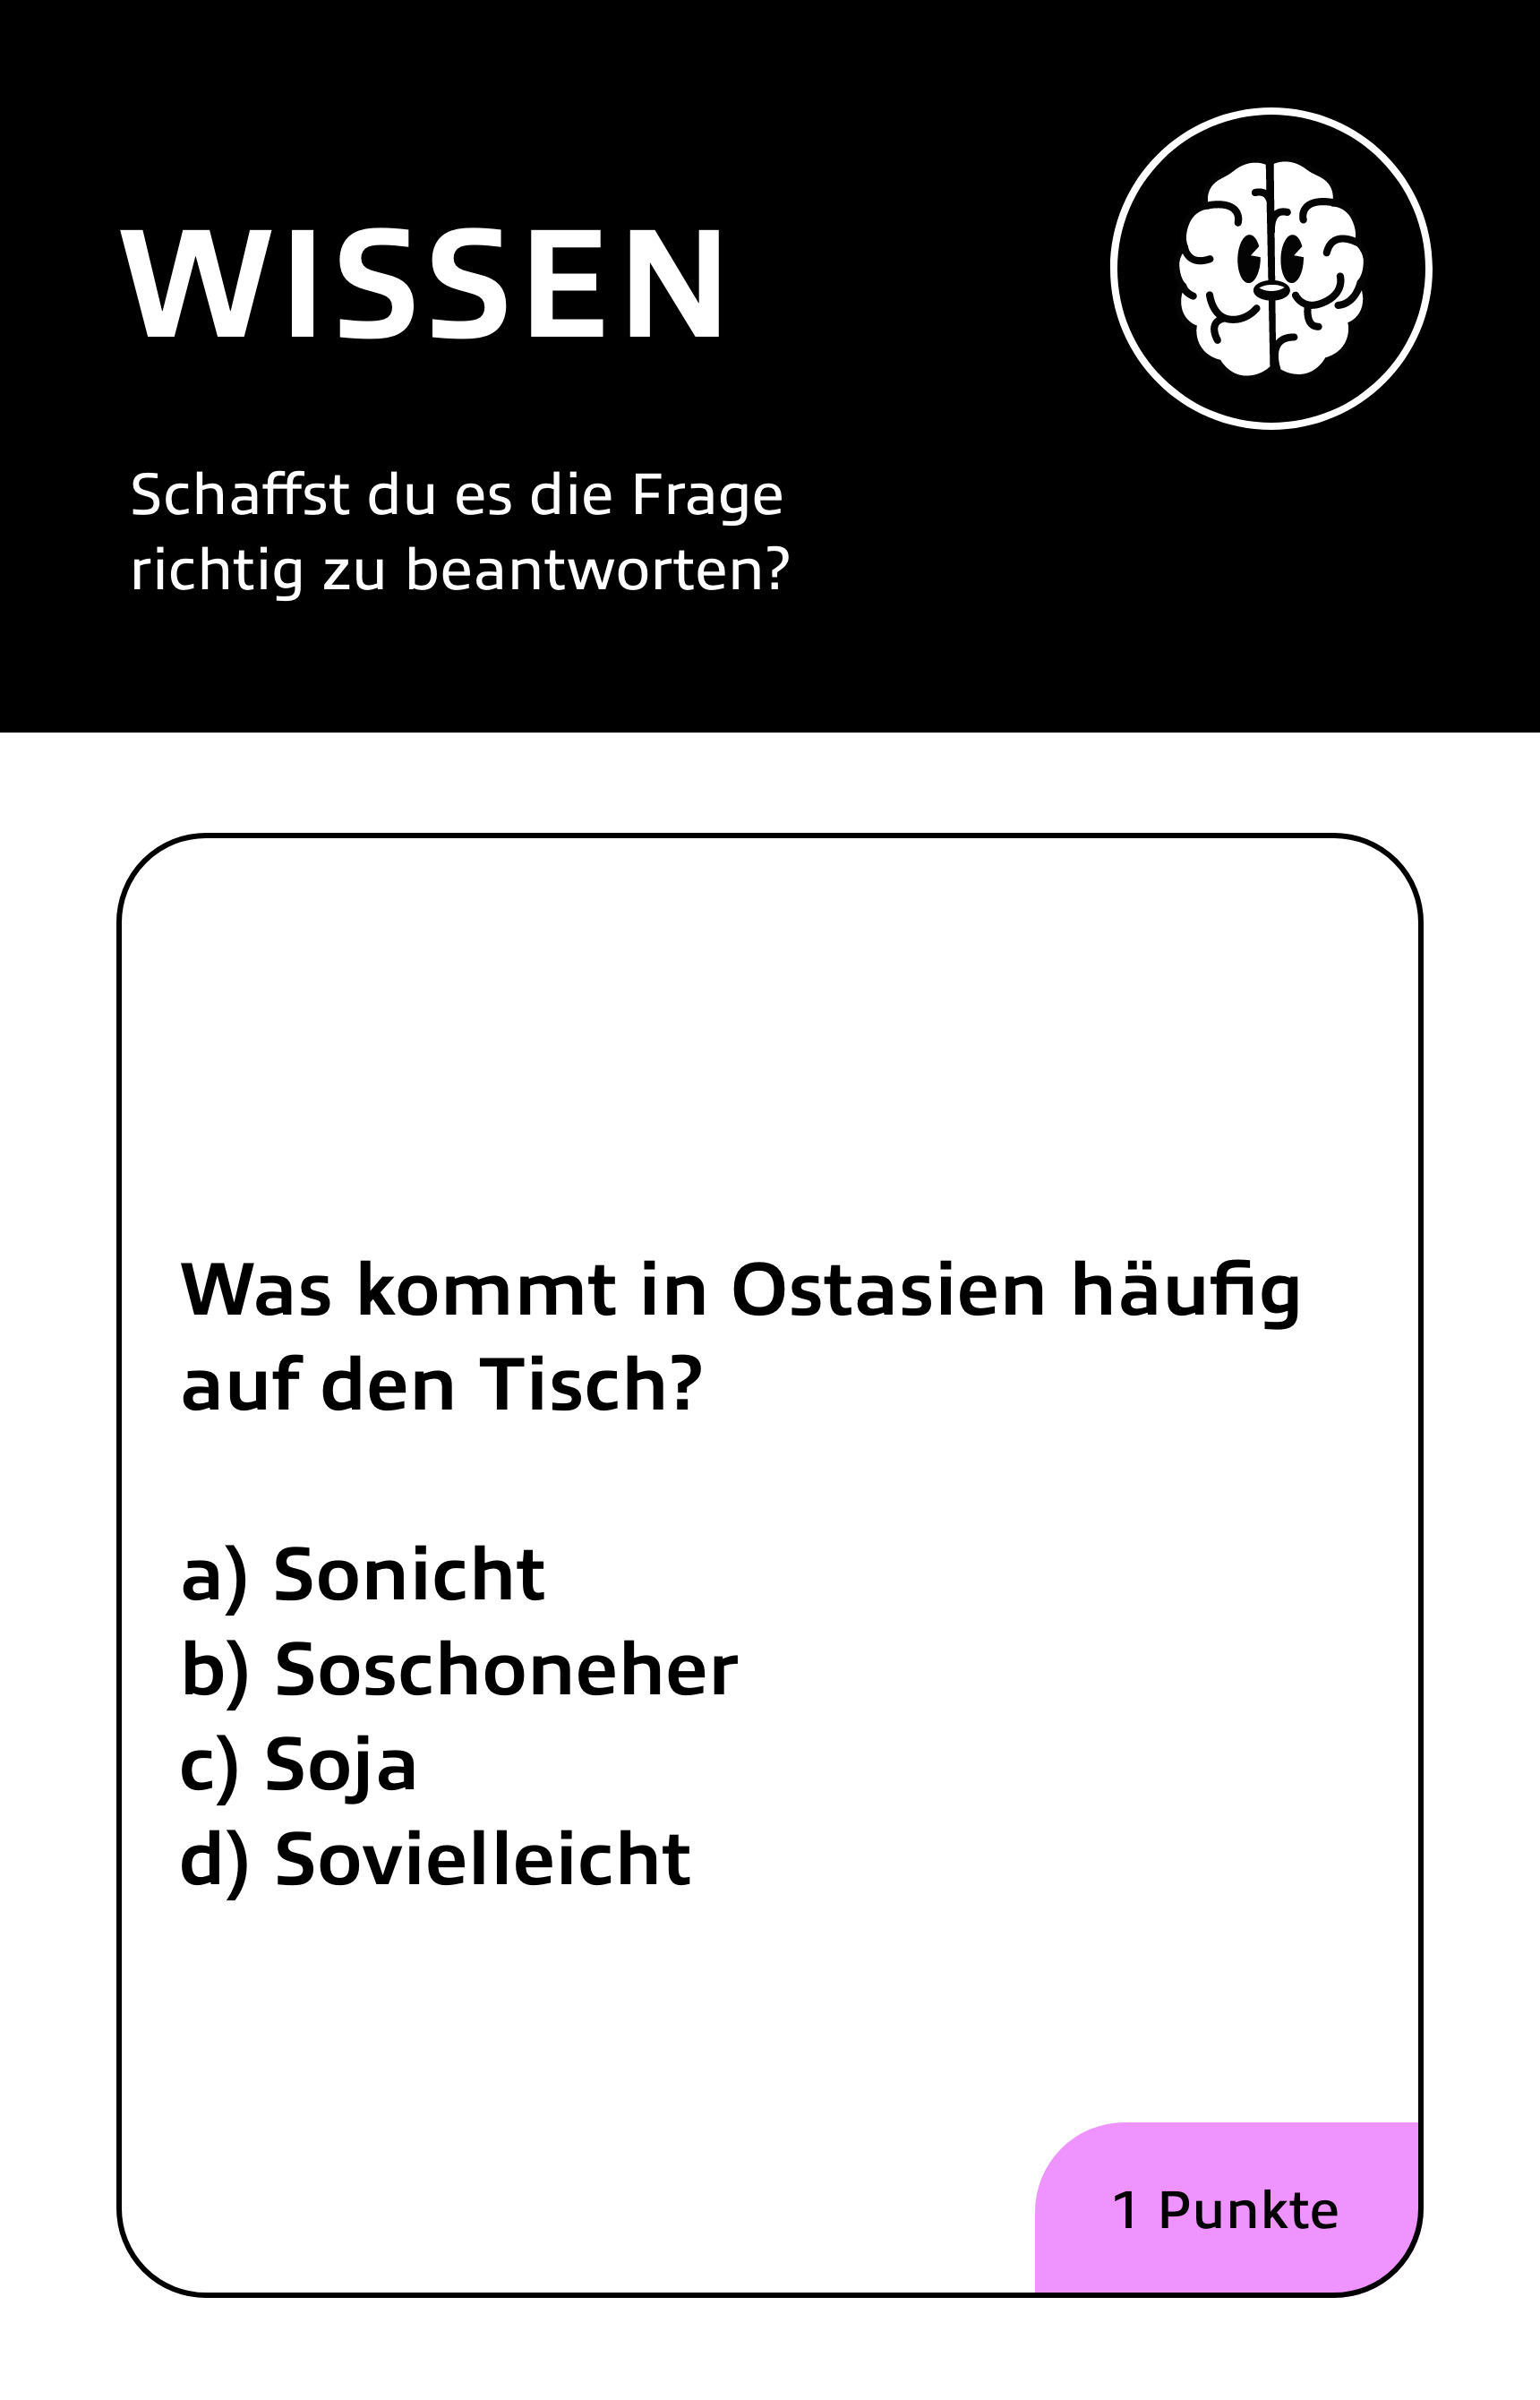 WISSEN
Schaffst du es die Frage
richtig zu beantworten?
Was kommt in Ostasien häufig
auf den Tisch?
a) Sonicht
b) Soschoneher
c) Soja
d) Sovielleicht
1 Punkte